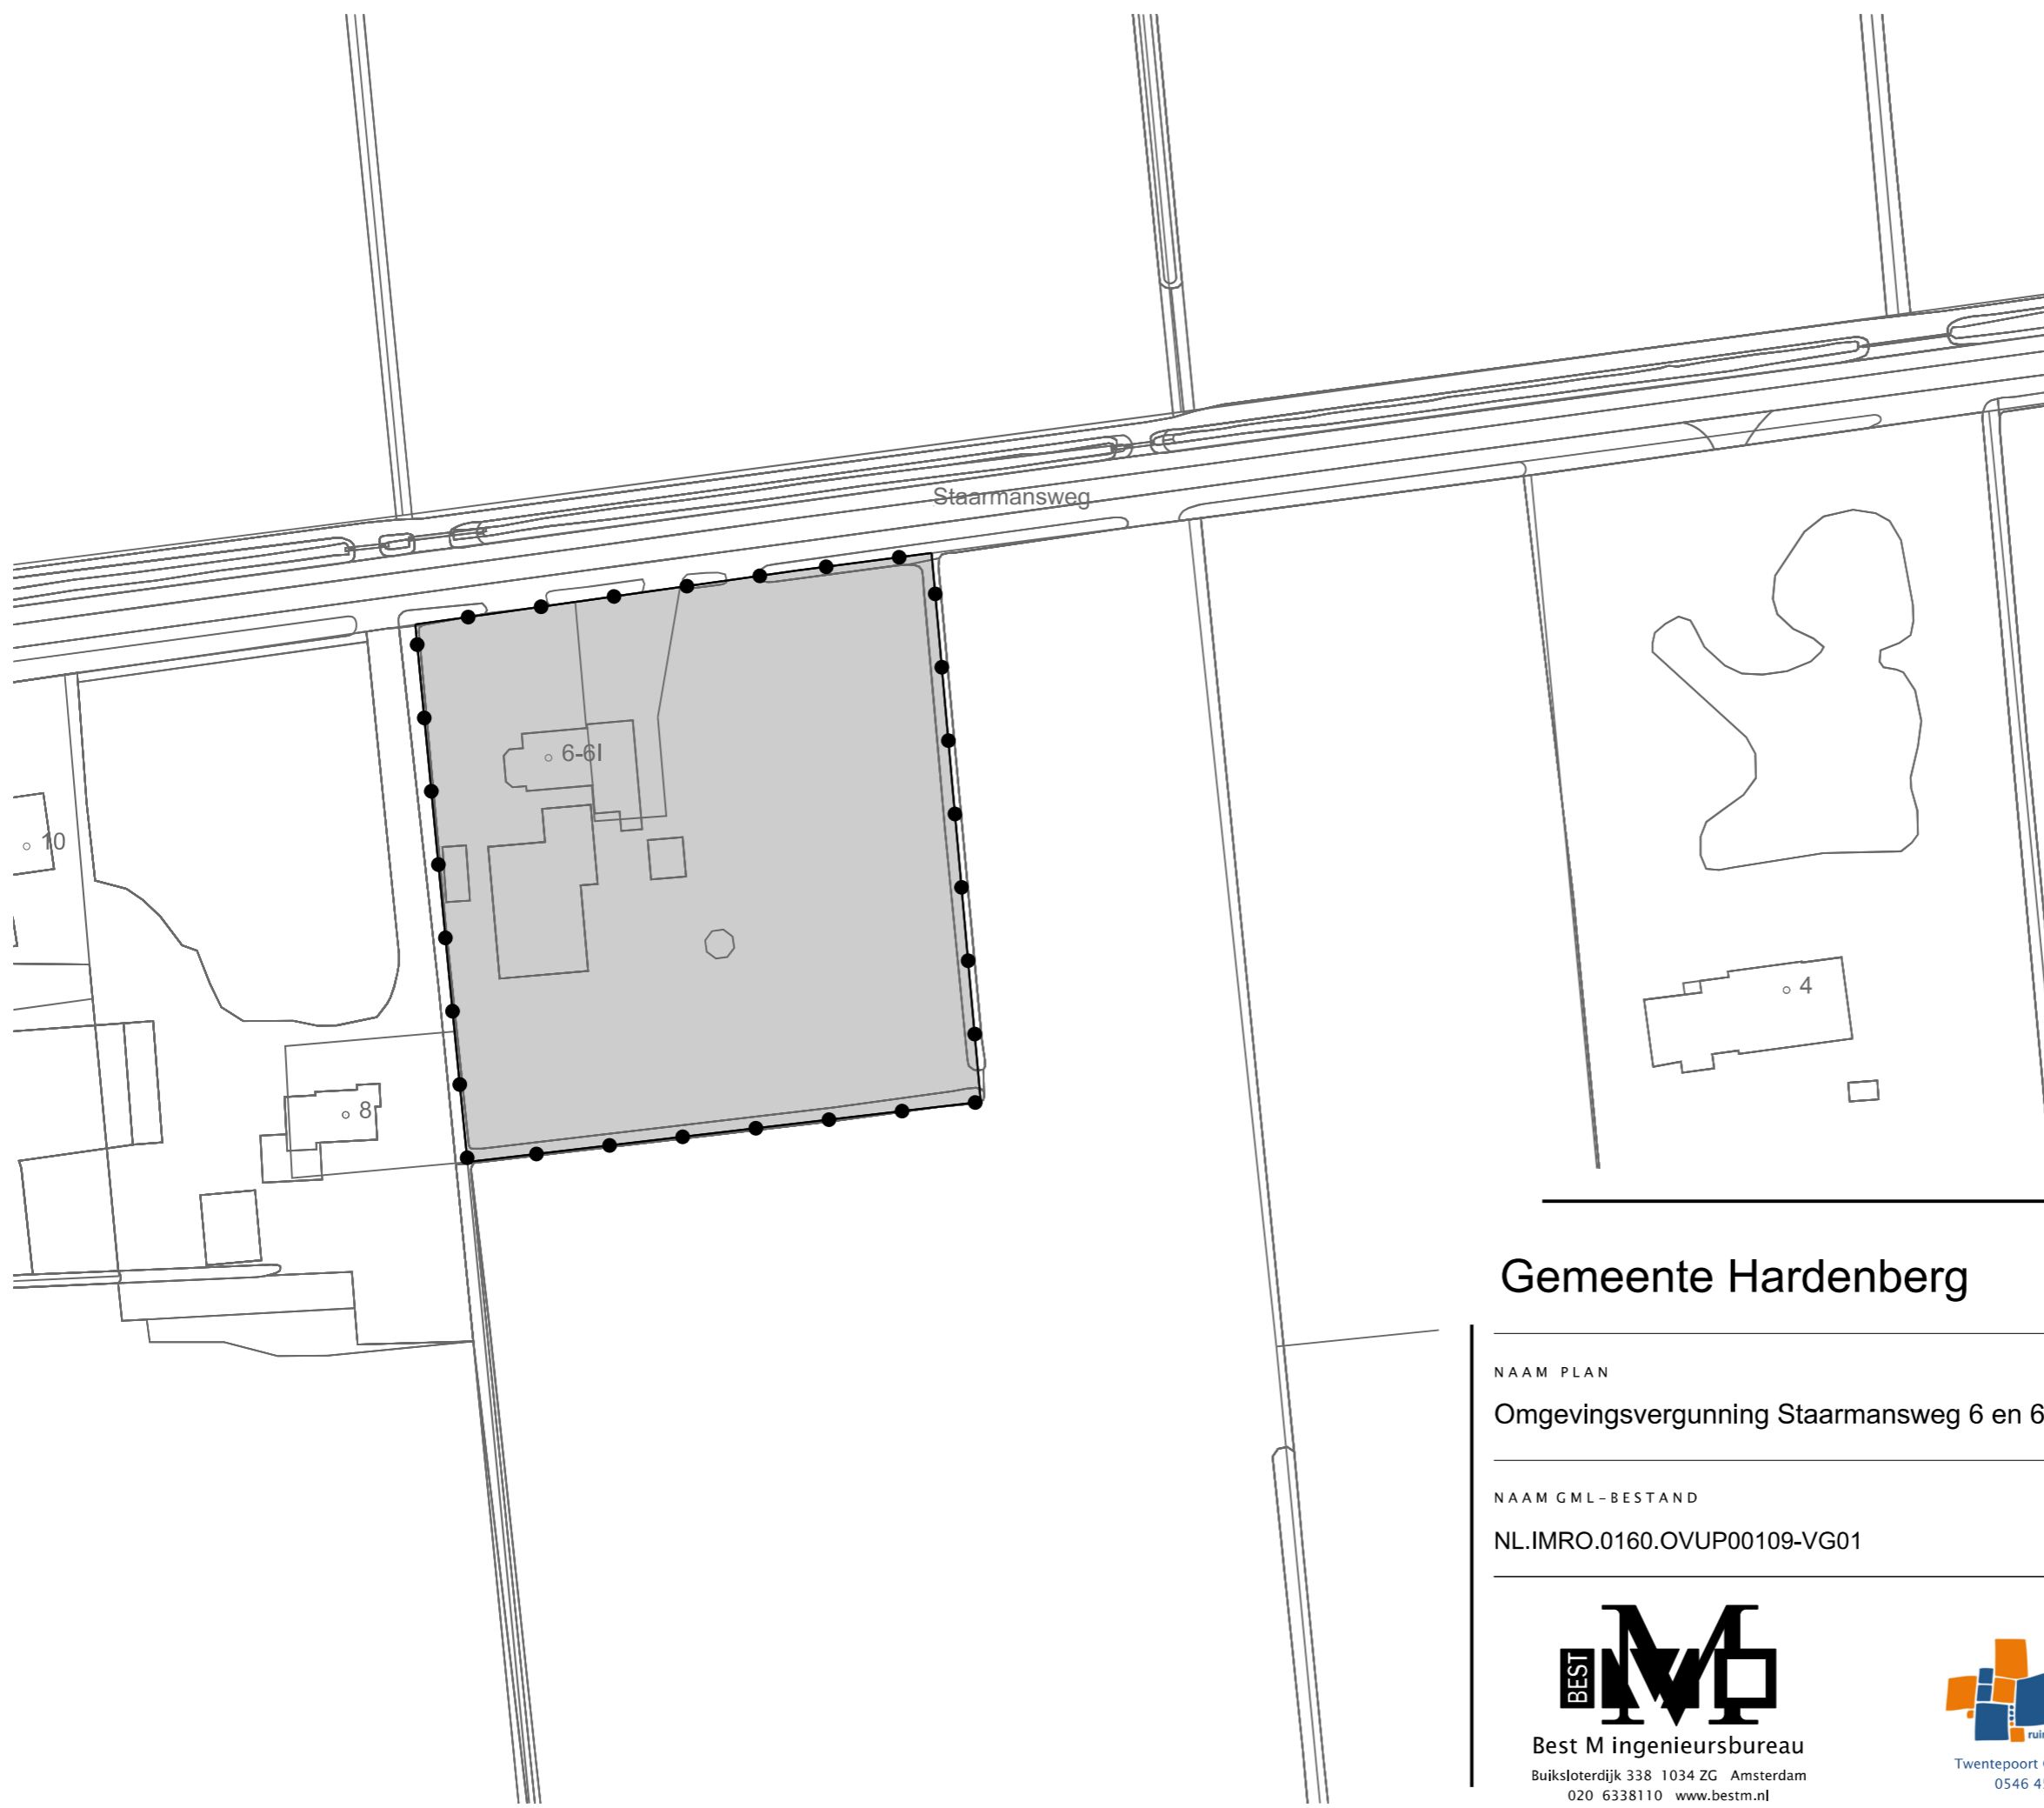 Staarmansweg
6-6I
10
4
8
Gemeente Hardenberg
NAAM PLAN
Omgevingsvergunning Staarmansweg 6 en 6
NAAM GML-BESTAND
NL.IMRO.0160.OVUP00109-VG01
BEST
Best M ingenieursbureau
Buiksloterdijk 338 1034 ZG Amsterdam
020 6338110 www.bestm.nl
Twentepoort
0546